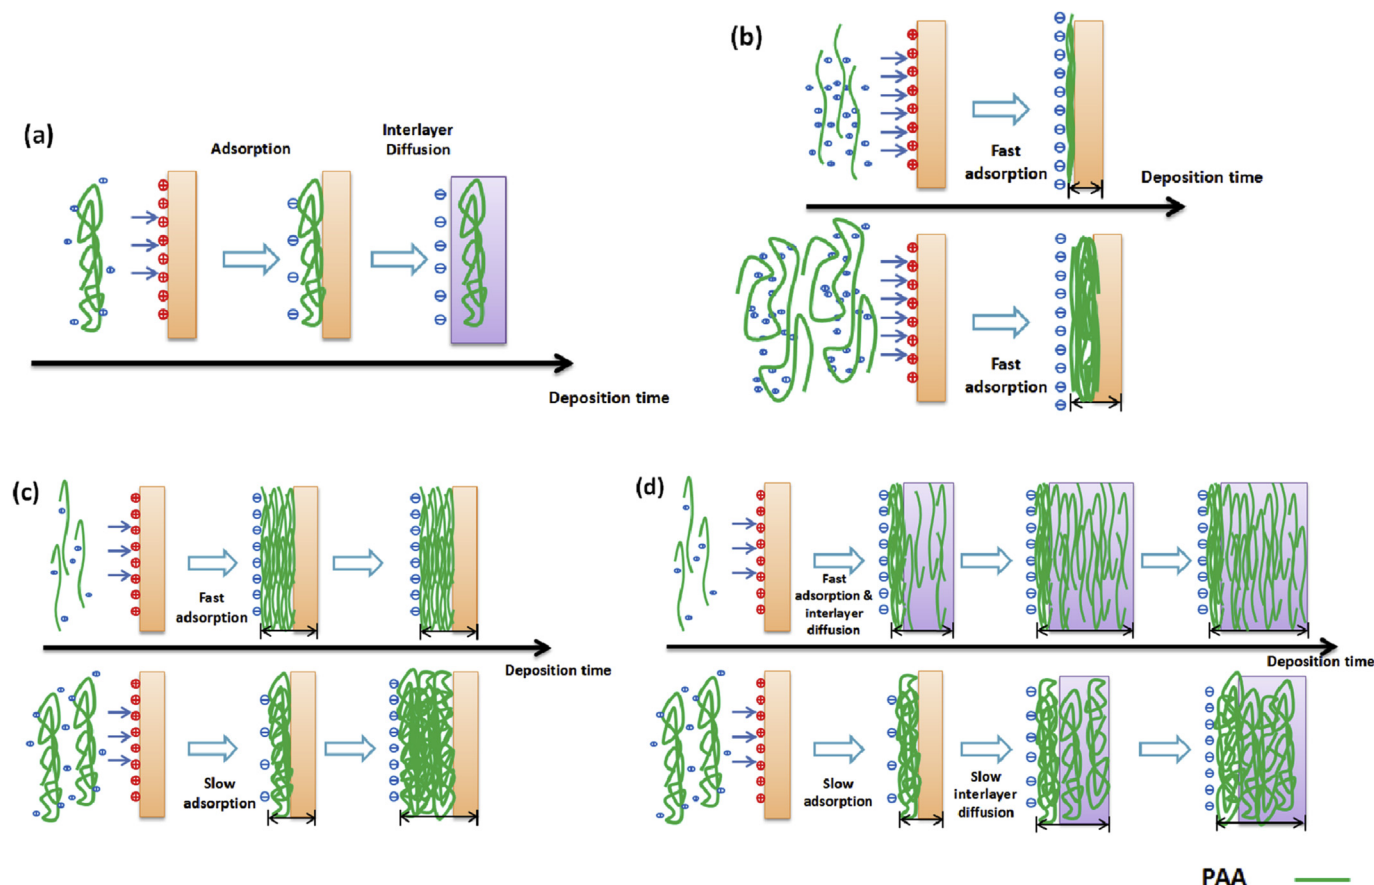 (a)
Adsorption
Interlayer
Diffusion
Deposition time
(b)
Fast
adsorption
Deposition time
Fast
adsorption
(c)
Fast
adsorption
Deposition time
Slow
adsorption
(d)
Fast
adsorption &
interlayer
diffusion
Deposition time
Slow
adsorption
Slow
interlayer
diffusion
PAA